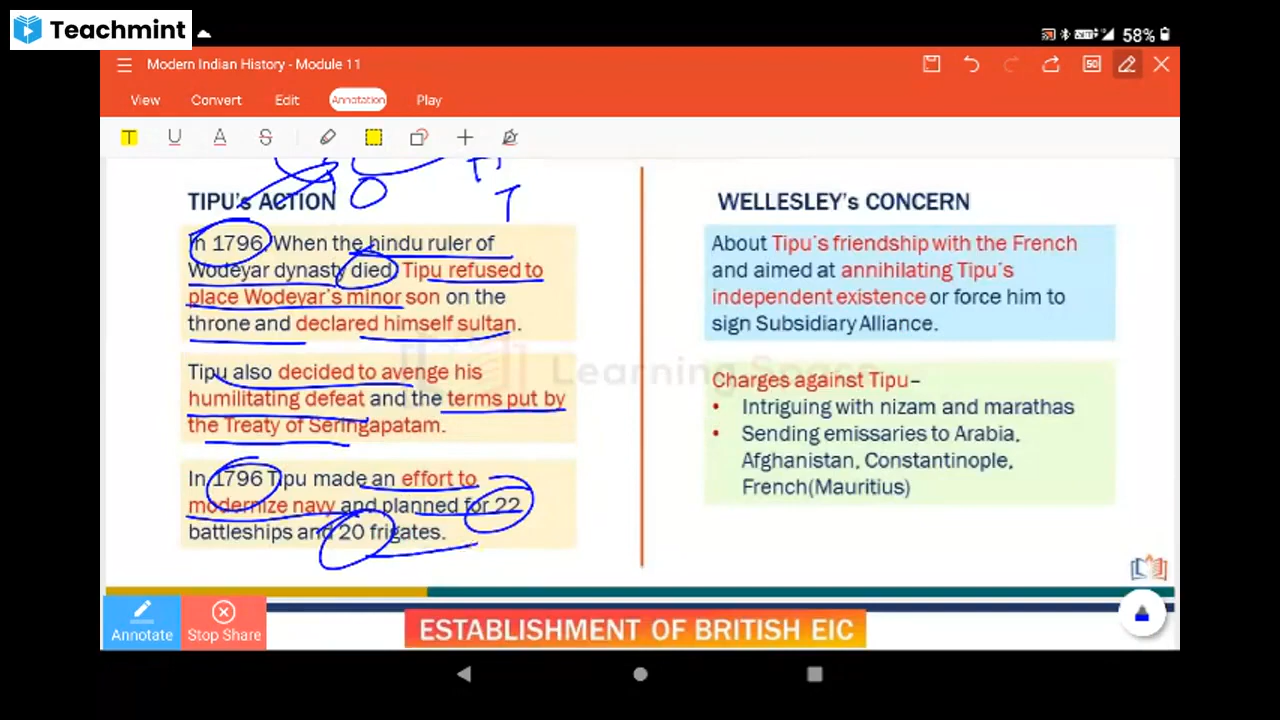 Teachmint
58%
Modern Indian History - Module 11
50
View Convert Edit Annotation Play
T U A S
T
TIPU's ACTION
In 1796, When the hindu ruler of
Wodeyar dynasty died, Tipu refused to
place Wodeyar's minor son on the
throne and declared himself sultan.
Tipu also decided to avenge his
humilitating defeat and the terms put by
the Treaty of Seringapatam.
In 1796 Tipu made an effort to
modernize navy and planned for 22
battleships and 20 frigates.
WELLESLEY's CONCERN
About Tipu's friendship with the French
and aimed at annihilating Tipu's
independent existence or force him to
sign Subsidiary Alliance.
Charges against Tipu–
• Intriguing with nizam and marathas
• Sending emissaries to Arabia,
Afghanistan, Constantinople,
French(Mauritius)
Learning Space
Annotate
Stop Share
ESTABLISHMENT OF BRITISH EIC